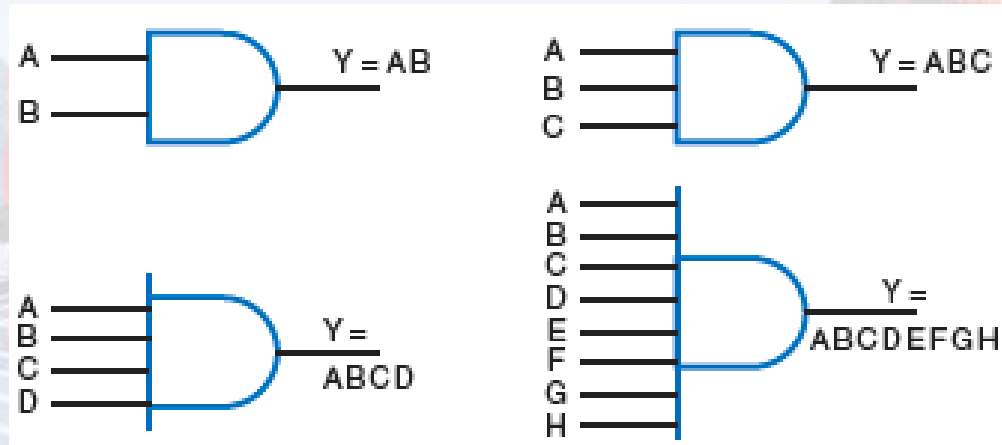 A
B
Y = AB
A
B
C
Y = ABC
A
B
C
D
Y =
ABCD
A
B
C
D
E
F
G
H
Y =
ABCDEFGH